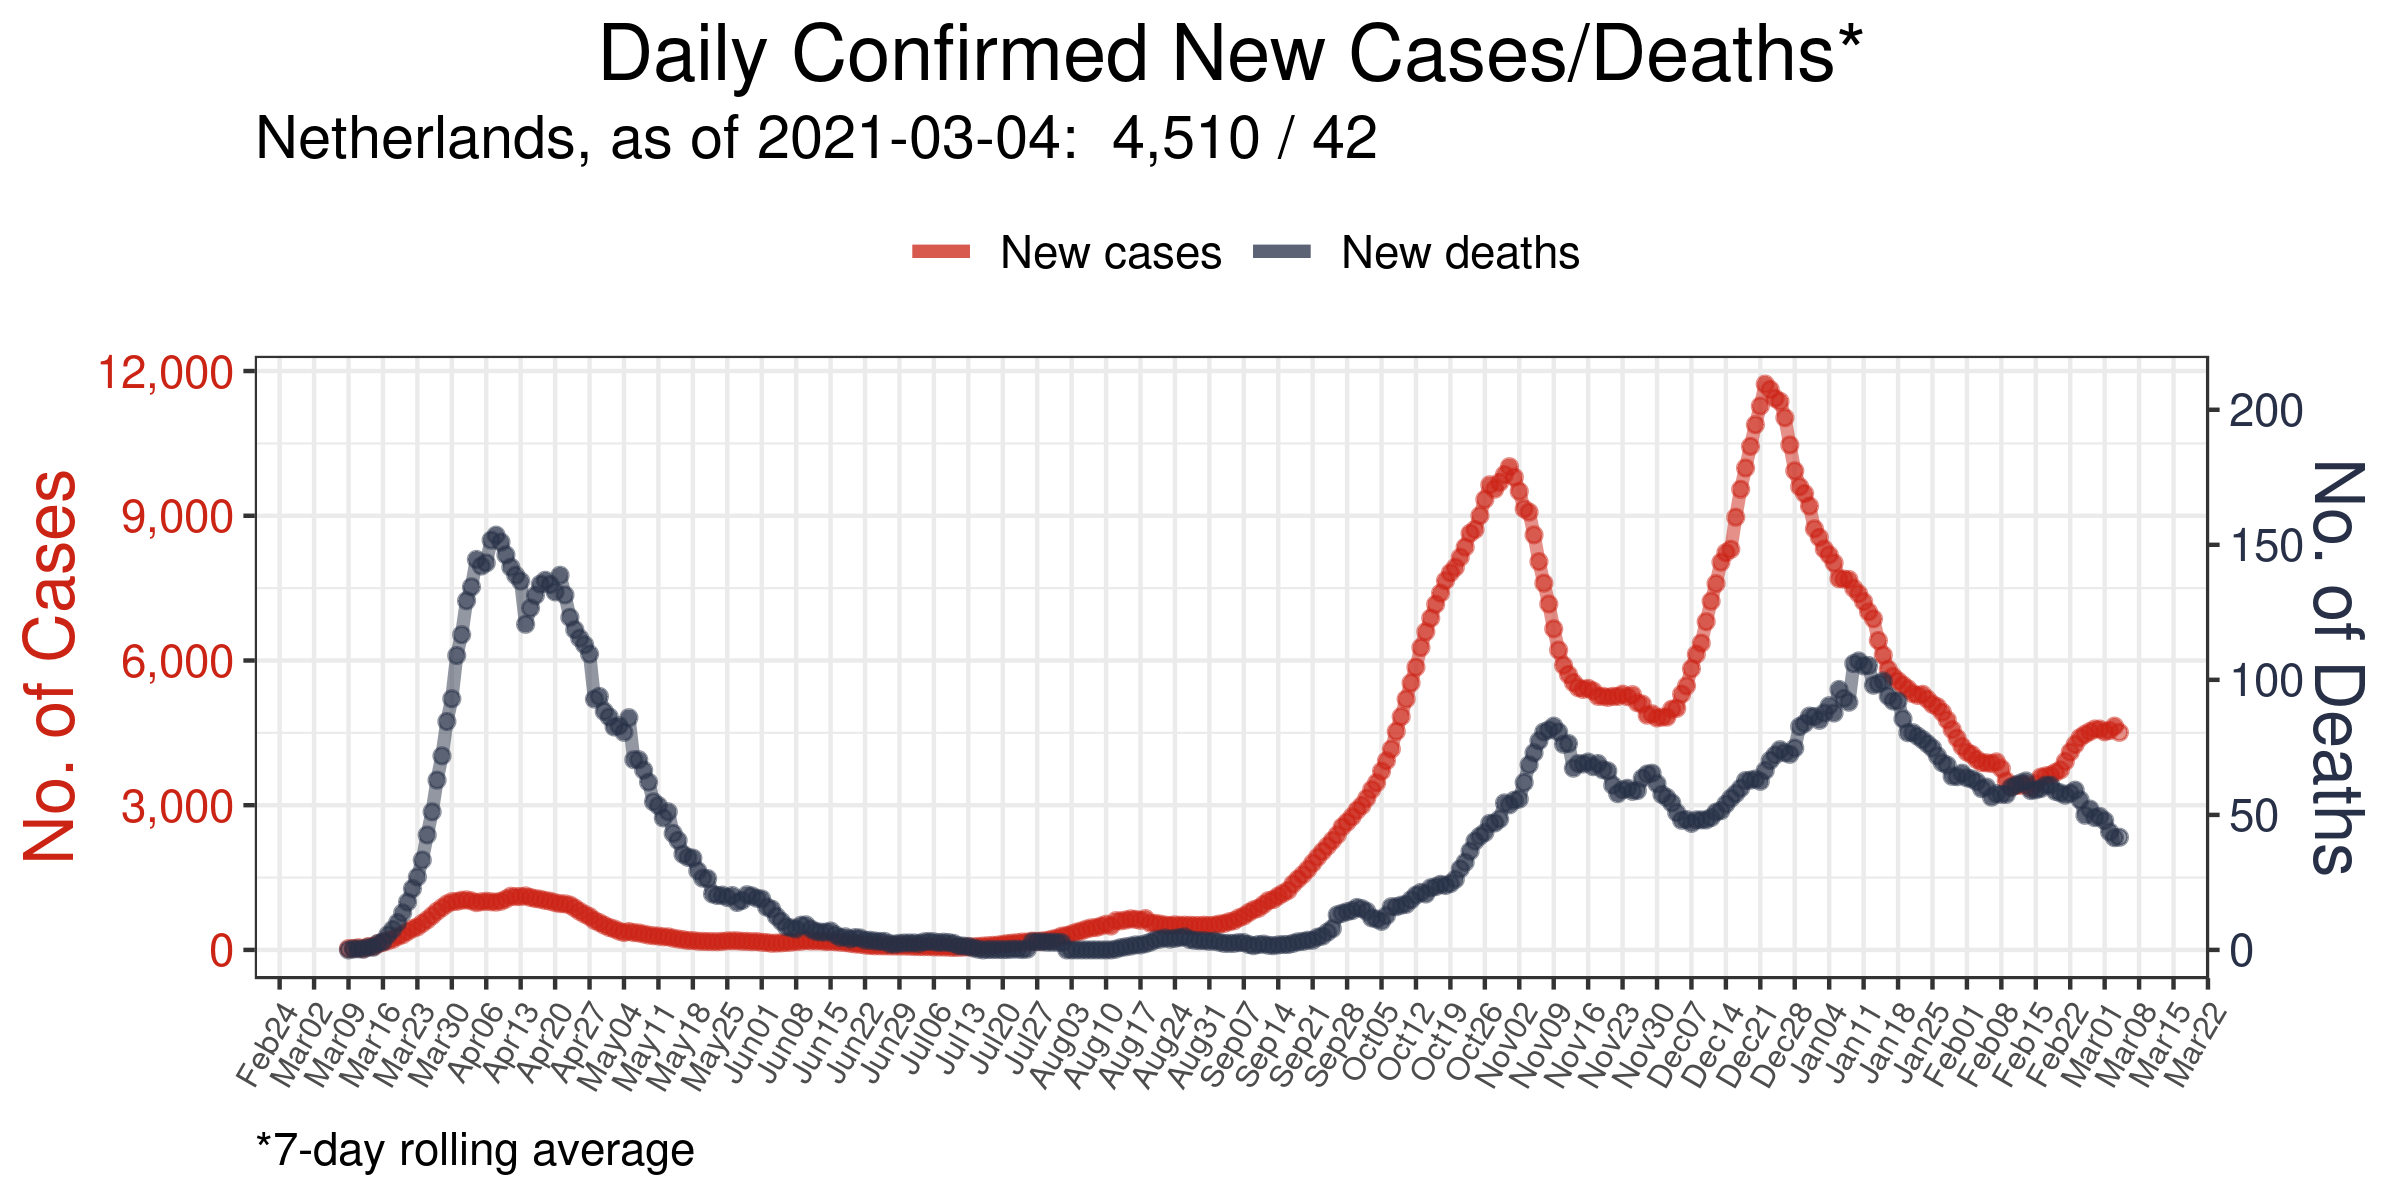 Daily Confirmed New Cases/Deaths*
Netherlands, as of 2021-03-04:  4,510 / 42
New cases New deaths
No. of Cases
12,000
9,000
6,000
3,000
0
200
150
100
50
0
No. of Deaths
Feb24 Mar02 Mar09 Mar16 Mar23 Mar30 Apr06 Apr13 Apr20 Apr27 May04 May11 May18 May25 Jun01 Jun08 Jun15 Jun22 Jun29 Jul06 Jul13 Jul20 Jul27 Aug03 Aug10 Aug17 Aug24 Aug31 Sep07 Sep14 Sep21 Sep28 Oct05 Oct12 Oct19 Oct26 Nov02 Nov09 Nov16 Nov23 Nov30 Dec07 Dec14 Dec21 Dec28 Jan04 Jan11 Jan18 Jan25 Feb01 Feb08 Feb15 Feb22 Mar01 Mar08 Mar15 Mar22
*7-day rolling average